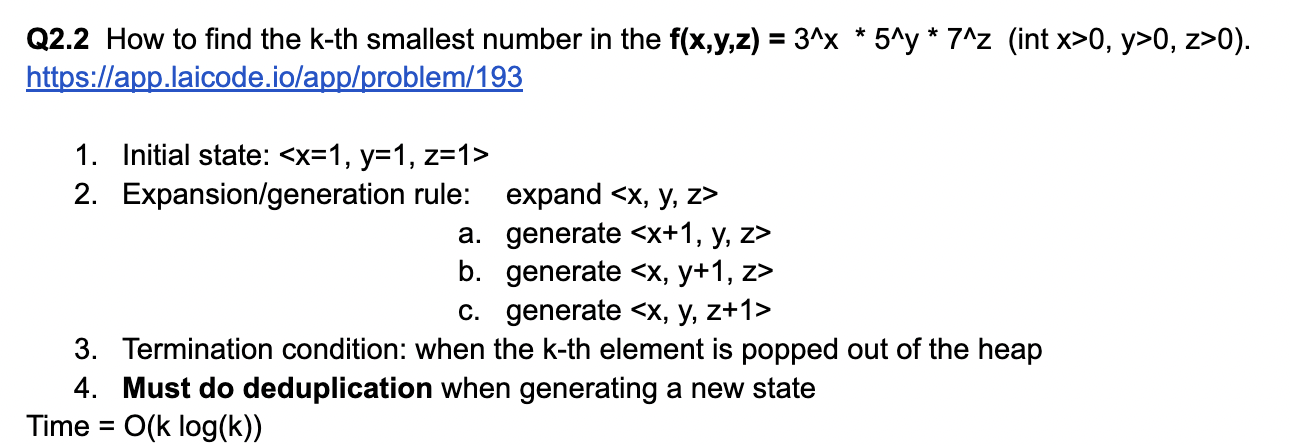 Q2.2 How to find the k-th smallest number in the f(x,y,z) = 3^x * 5^y * 7^z (int x>0, y>0, z>0).
https://app.laicode.io/app/problem/193
1. Initial state: <x=1, y=1, z=1>
2. Expansion/generation rule: expand <x, y, z>
a. generate <x+1, y, z>
b. generate <x, y+1, z>
c. generate <x, y, z+1>
3. Termination condition: when the k-th element is popped out of the heap
4. Must do deduplication when generating a new state
Time = O(k log(k))